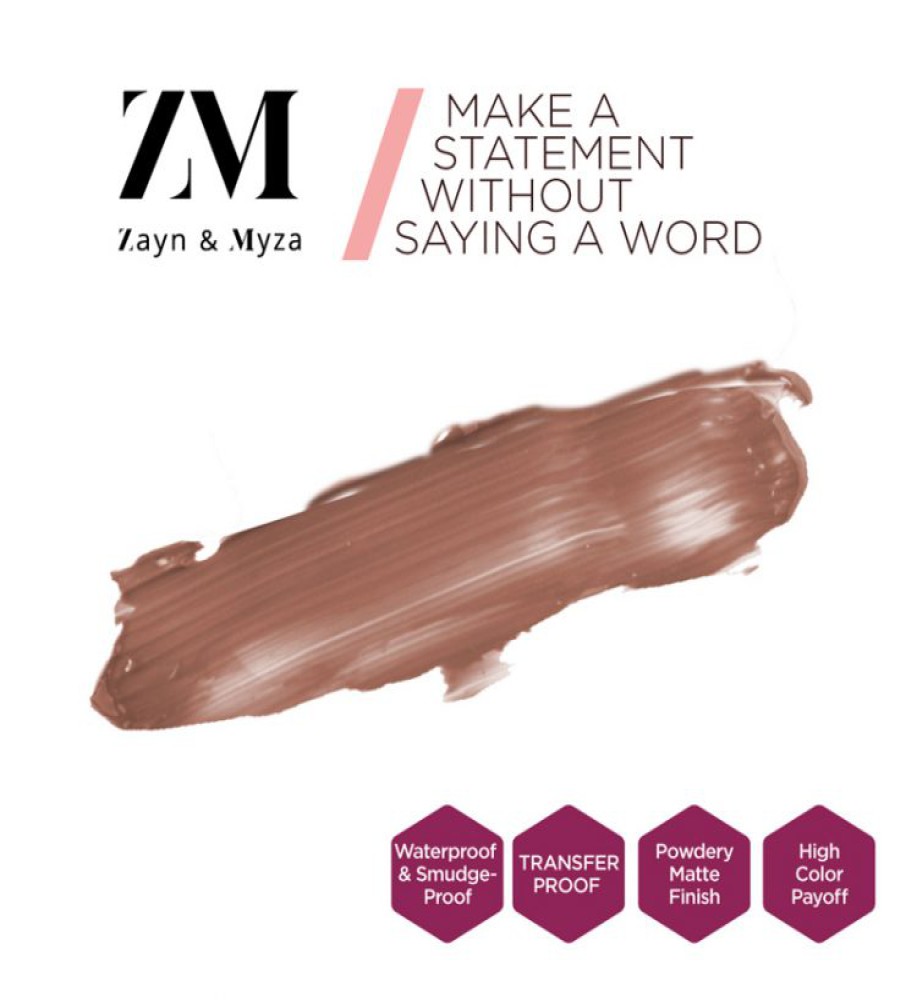 ZM
Zayn & Myza
MAKE A
STATEMENT
WITHOUT
SAYING A WORD
Waterproof
& Smudge-
Proof
TRANSFER
PROOF
Powdery
Matte
Finish
High
Color
Payoff